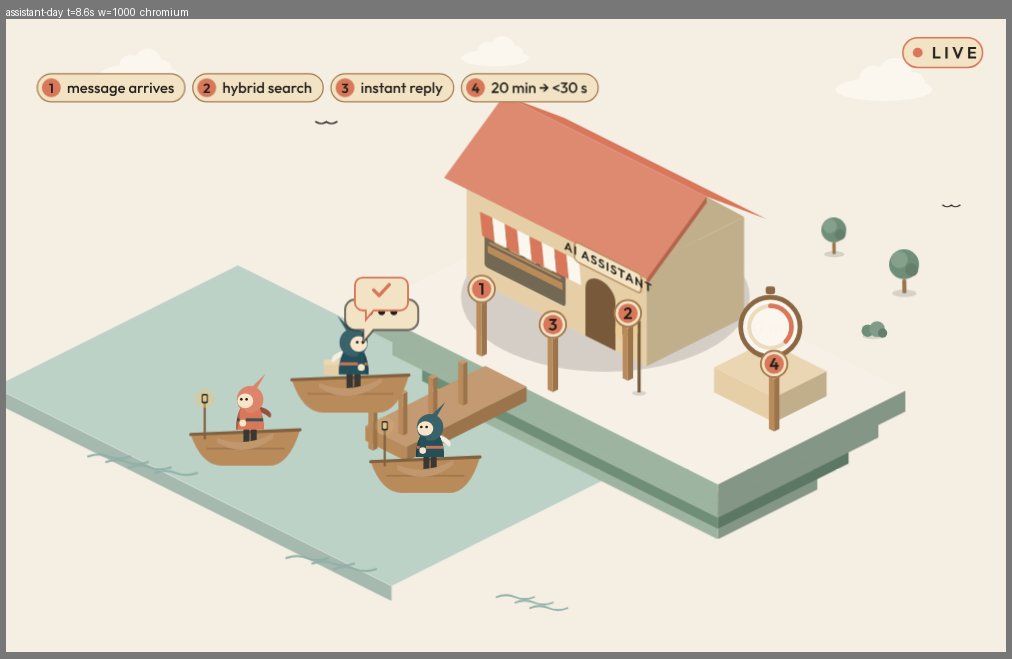 assistant-day t=8.6s w=1000 chromium
LIVE
1 message arrives
2 hybrid search
3 instant reply
4 20 min → <30 s
AI ASSISTANT
1
2
3
4